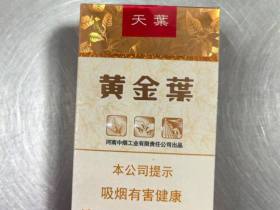 天葉
黄金葉
河南中烟工业有限责任公司出品
本公司提示
吸烟有害健康